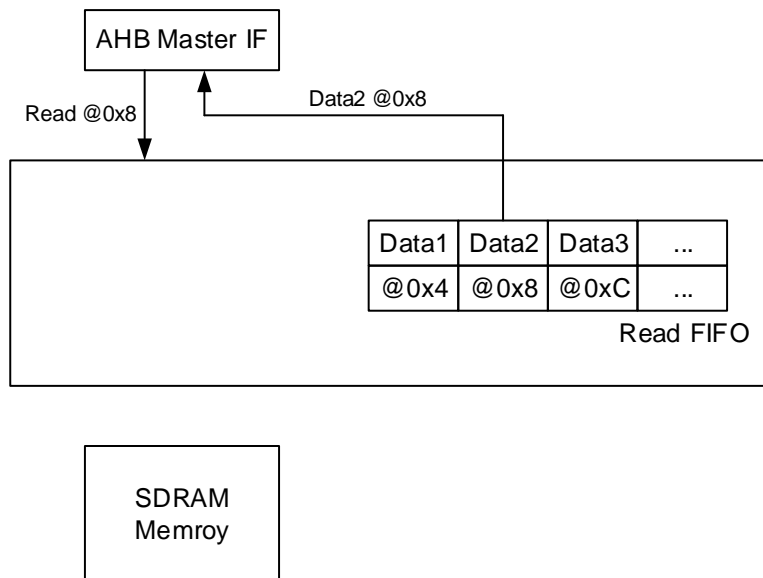 AHB Master IF
Read @0x8
Data2 @0x8
Data1 Data2 Data3 ...
@0x4 @0x8 @0xC ...
Read FIFO
SDRAM
Memroy